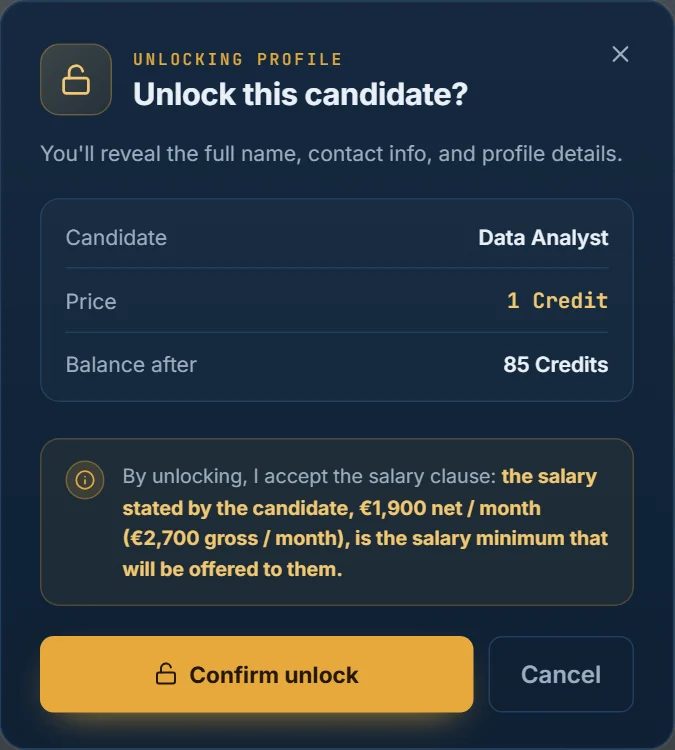 UNLOCKING PROFILE
Unlock this candidate?
You'll reveal the full name, contact info, and profile details.
Candidate Data Analyst
Price 1 Credit
Balance after 85 Credits
By unlocking, I accept the salary clause: the salary
stated by the candidate, €1,900 net / month
(€2,700 gross / month), is the salary minimum that
will be offered to them.
Confirm unlock Cancel